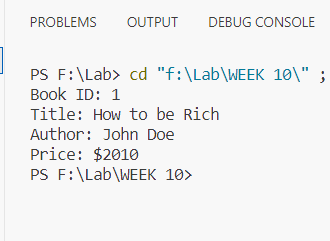 PROBLEMS OUTPUT DEBUG CONSOLE
PS F:\Lab> cd "f:\Lab\WEEK 10\" ;
Book ID: 1
Title: How to be Rich
Author: John Doe
Price: $2010
PS F:\Lab\WEEK 10>